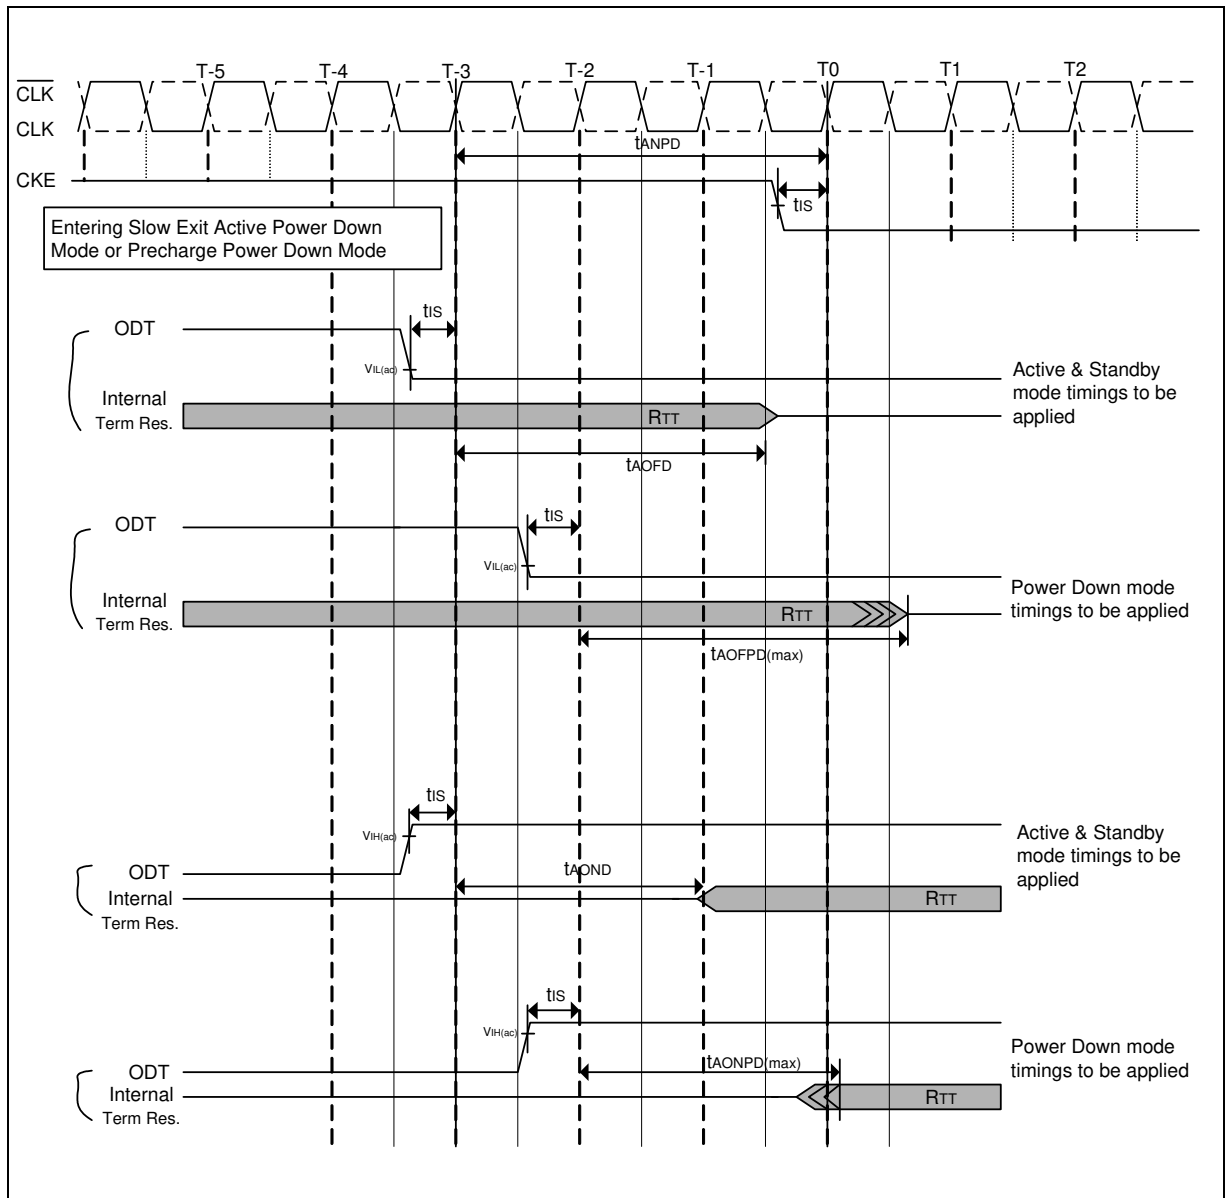 T-5 T-4 T-3 T-2 T-1 T0 T1 T2
CLK
CLK
tANPD
CKE
tIS
Entering Slow Exit Active Power Down
Mode or Precharge Power Down Mode
tIS
ODT
VIL(ac)
Active & Standby
mode timings to be
applied
Internal
Term Res.
RTT
tAOFD
ODT
tIS
VIL(ac)
Power Down mode
timings to be applied
Internal
Term Res.
RTT
tAOFPD(max)
tIS
VIH(ac)
Active & Standby
mode timings to be
applied
ODT
tAOND
Internal
Term Res.
RTT
tIS
VIH(ac)
Power Down mode
timings to be applied
ODT
tAONPD(max)
Internal
Term Res.
RTT